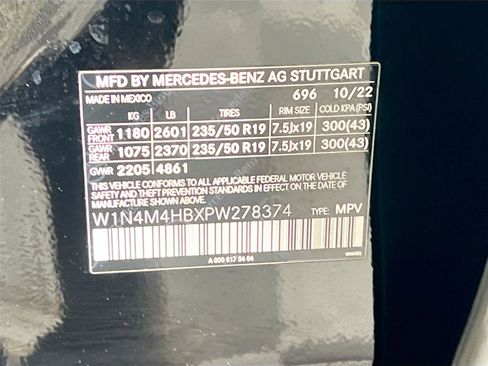 MFD BY MERCEDES-BENZ AG STUTTGART
MADE IN MEXICO 696 10/22
KG LB TIRES RIM SIZE COLD KPA(PSI)
GAWR FRONT 1180 2601 235/50 R19 7.5Jx19 300(43)
GAWR REAR 1075 2370 235/50 R19 7.5Jx19 300(43)
GVWR 2205 4861
THIS VEHICLE CONFORMS TO ALL APPLICABLE FEDERAL MOTOR VEHICLE
SAFETY STANDARDS AND THEFT PREVENTION STANDARDS
IN EFFECT ON THE DATE OF MANUFACTURE SHOWN ABOVE.
W1N4M4HBXPW278374 TYPE: MPV
A 000 817 54 04